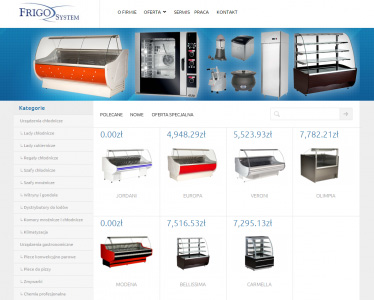 FRIGO SYSTEM
O FIRMIE OFERTA SERWIS PRACA KONTAKT
Kategorie
POLECANE NOWE OFERTA SPECJALNA
Urządzenia chłodnicze
L. Lady chłodnicze
L. Lady cukiernicze
L. Regały chłodnicze
L. Szafy chłodnicze
L. Szafy mroźnicze
L. Witryny i gabloty
L. Dystrybutory do lodów
L. Komory mroźnicze i chłodnicze
L. Klimatyzacja
Urządzenia gastronomiczne
L. Piece konwekcyjno parowe
L. Piece do pizzy
L. Zmywarki
L. Chemia profesjonalna
0.00zł 4,948.29zł 5,523.93zł 7,782.21zł
JORDANI EUROPA VERONI OLIMPIA
0.00zł 7,516.53zł 7,295.13zł
MODENA BELLISSIMA CARMELLA